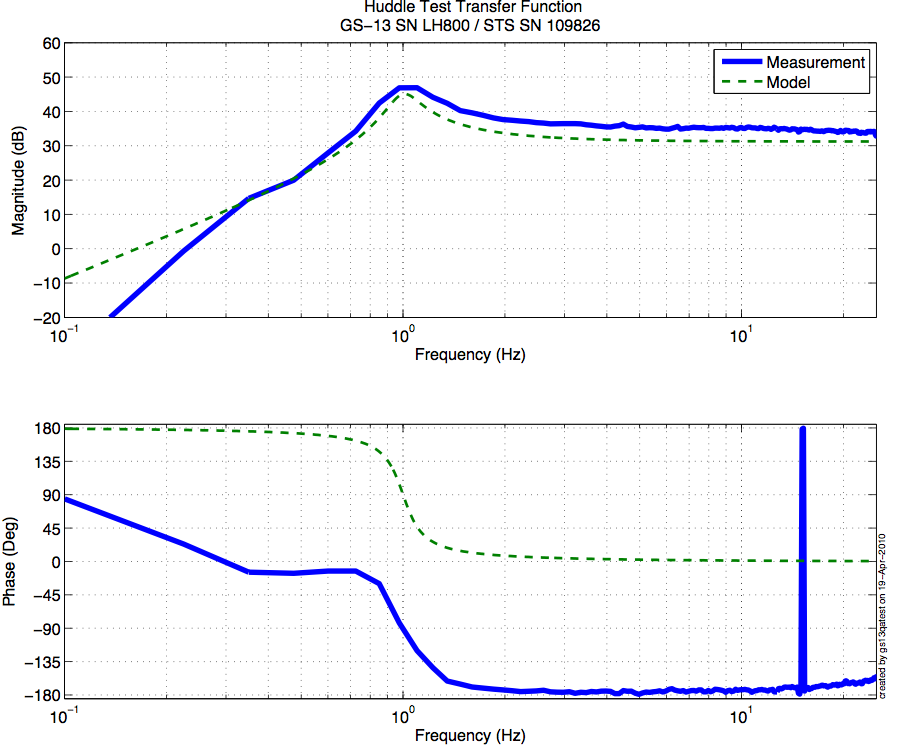 Huddle Test Transfer Function
GS−13 SN LH800 / STS SN 109826
60
50
40
30
20
10
0
−10
−20
Magnitude (dB)
Measurement
Model
10^−1
10^0
10^1
Frequency (Hz)
180
135
90
45
0
−45
−90
−135
−180
Phase (Deg)
10^−1
10^0
10^1
Frequency (Hz)
created by gs13qatest on 19−Apr−2010